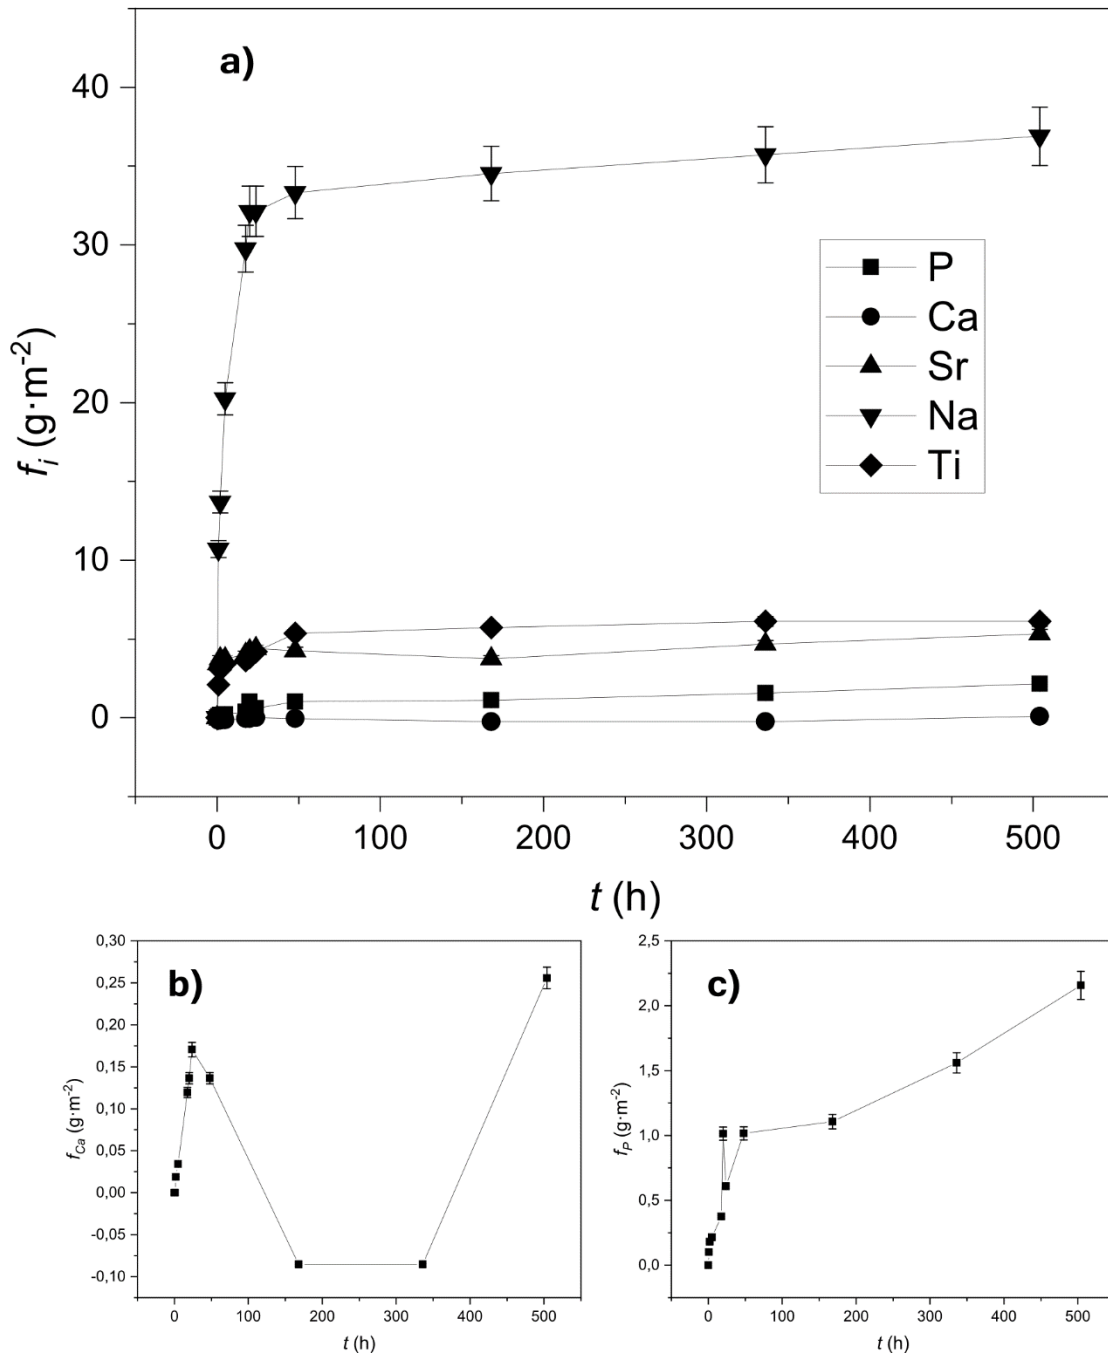 a)
40
30
20
10
0
fᵢ (g·m⁻²)
P
Ca
Sr
Na
Ti
0 100 200 300 400 500
t (h)
b)
0,30
0,25
0,20
0,15
0,10
0,05
0,00
-0,05
-0,10
f_Ca (g·m⁻²)
0 100 200 300 400 500
t (h)
c)
2,5
2,0
1,5
1,0
0,5
0,0
f_P (g·m⁻²)
0 100 200 300 400 500
t (h)